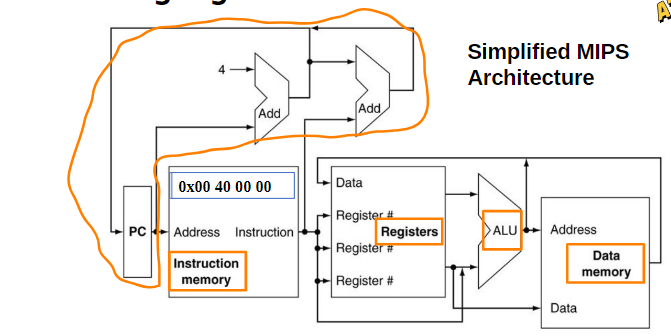 Simplified MIPS
Architecture
4
Add
Add
0x00 40 00 00
PC
Address
Instruction
Instruction
memory
Data
Register #
Registers
Register #
Register #
ALU
Address
Data
memory
Data